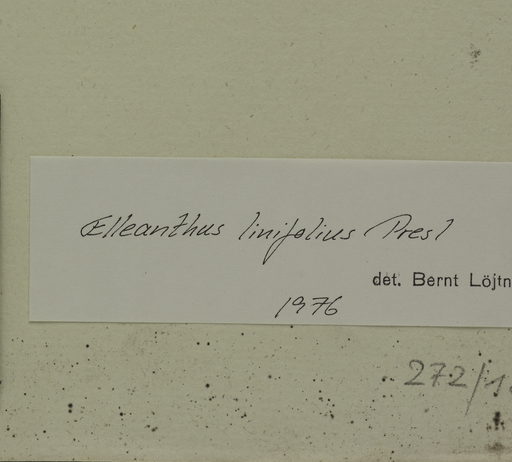 Elleanthus linifolius Presl
det. Bernt Löjtn
1976
272/1